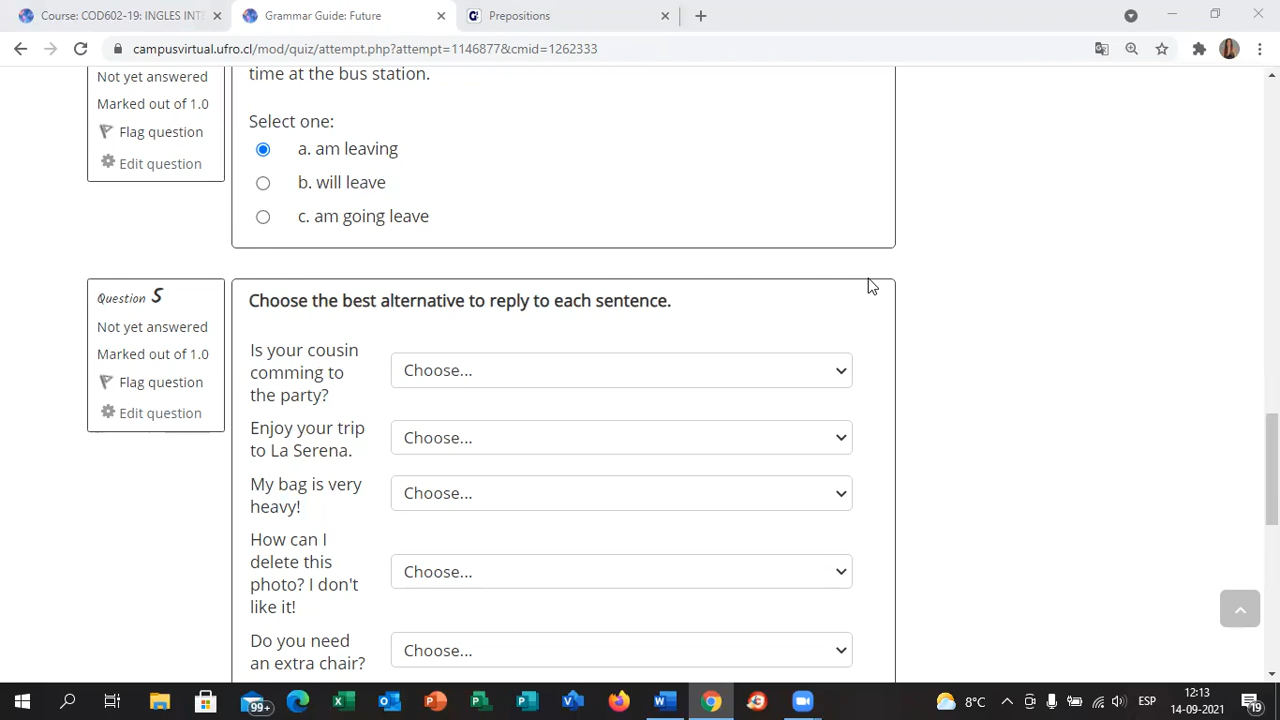 Course: COD602-19: INGLES INTE
Grammar Guide: Future
Prepositions
campusvirtual.ufro.cl/mod/quiz/attempt.php?attempt=1146877&cmid=1262333
Not yet answered
Marked out of 1.0
Flag question
Edit question
time at the bus station.
Select one:
a. am leaving
b. will leave
c. am going leave
Question 5
Not yet answered
Marked out of 1.0
Flag question
Edit question
Choose the best alternative to reply to each sentence.
Is your cousin
comming to
the party?
Choose...
Enjoy your trip
to La Serena.
Choose...
My bag is very
heavy!
Choose...
How can I
delete this
photo? I don't
like it!
Choose...
Do you need
an extra chair?
Choose...
99+
8°C
ESP
12:13
14-09-2021
19